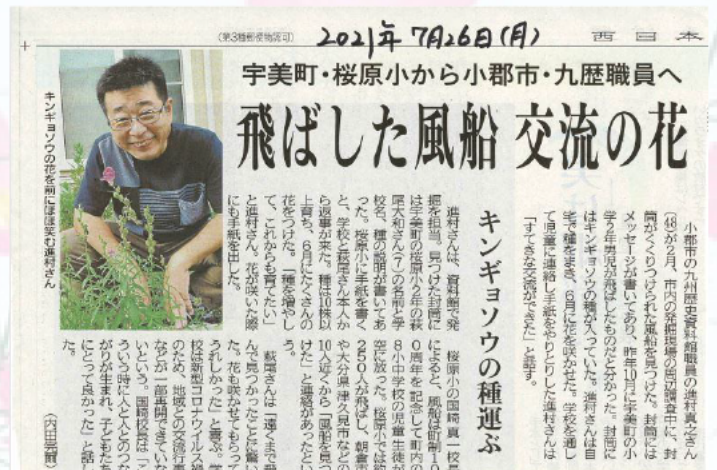 (第3種郵便物認可)
2021年 7月26日(月)
西日本
宇美町・桜原小から小郡市・九歴職員へ
飛ばした風船 交流の花
キンギョソウの花を前にほほ笑む進村さん
小郡市の九州歴史資料館職員の進村真之さん
(48)が2月、市内の発掘現場の周辺調査中に、封
筒がくくりつけられた風船を見つけた。封筒には
メッセージが書いてあり、昨年10月に宇美町の小
学2年男児が飛ばしたものだと分かった。封筒に
はキンギョソウの種が入っていた。進村さんは自
宅で種をまき、6月に花を咲かせた。学校を通し
て児童に連絡し手紙をやりとりした進村さんは
「すてきな交流ができた」と話す。
キンギョソウの種運ぶ
進村さんは、資料館で発
掘を担当。見つけた封筒に
は宇美町の桜原小2年の萩
尾大和さん(7)の名前と学
校名、種の説明が書いてあ
った。桜原小に手紙を書く
と、学校と萩尾さん本人か
ら返事が来た。種は10株以
上育ち、6月にたくさんの
花をつけた。「種を増やし
て、これからも育てたい」
と進村さん。花が咲いた際
にも手紙を出した。
桜原小の国崎真一校長
によると、風船は町制10
0周年を記念して町内の
8小中学校の児童生徒が
空に放った。桜原小では約
250人が飛ばし、朝倉市
や大分県津久見市などの
10人近くから「風船を見つ
けた」と連絡があったとい
う。
萩尾さんは「遠くまで飛
んで見つかったことに驚い
た。花も咲かせてもらって
うれしかった」と喜ぶ。学
校は新型コロナウイルス禍
のため、地域との交流行事
などが一部再開できていな
いという。国崎校長は「こ
ういう時に人と人とのつな
がりが生まれ、子どもたち
にとって良かった」と話し
た。